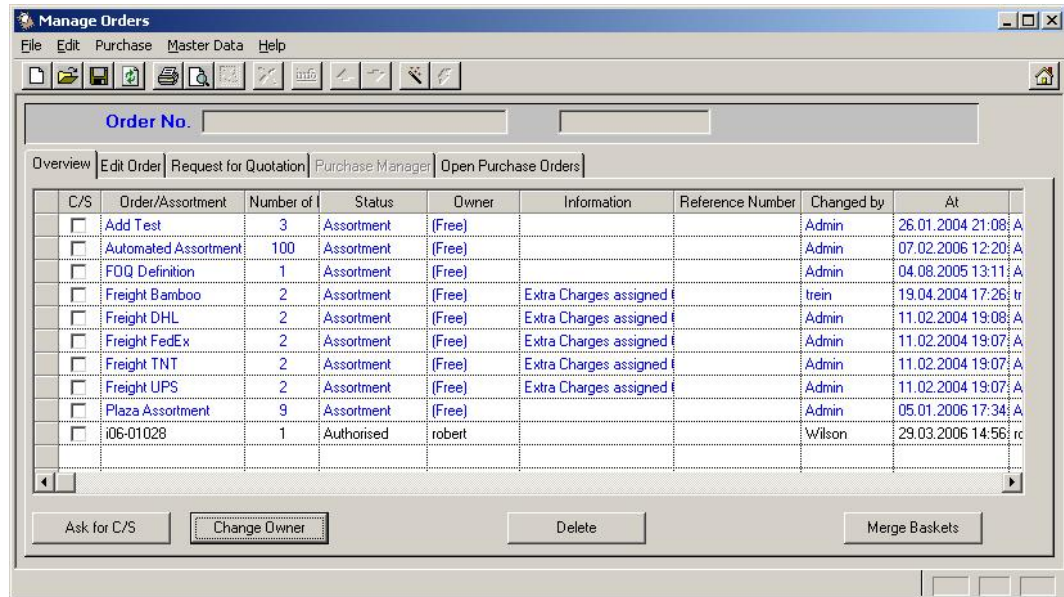 Manage Orders
File Edit Purchase Master Data Help
info
Order No.
Overview Edit Order Request for Quotation Purchase Manager Open Purchase Orders
C/S Order/Assortment Number of Status Owner Information Reference Number Changed by At
Add Test 3 Assortment (Free) Admin 26.01.2004 21:08: A
Automated Assortment 100 Assortment (Free) Admin 07.02.2006 12:20: A
FOQ Definition 1 Assortment (Free) Admin 04.08.2005 13:11: A
Freight Bamboo 2 Assortment (Free) Extra Charges assigned trein 19.04.2004 17:26: tr
Freight DHL 2 Assortment (Free) Extra Charges assigned Admin 11.02.2004 19:08: A
Freight FedEx 2 Assortment (Free) Extra Charges assigned Admin 11.02.2004 19:07: A
Freight TNT 2 Assortment (Free) Extra Charges assigned Admin 11.02.2004 19:07: A
Freight UPS 2 Assortment (Free) Extra Charges assigned Admin 11.02.2004 19:07: A
Plaza Assortment 9 Assortment (Free) Admin 05.01.2006 17:34: A
i06-01028 1 Authorised robert Wilson 29.03.2006 14:56: ro
Ask for C/S Change Owner Delete Merge Baskets